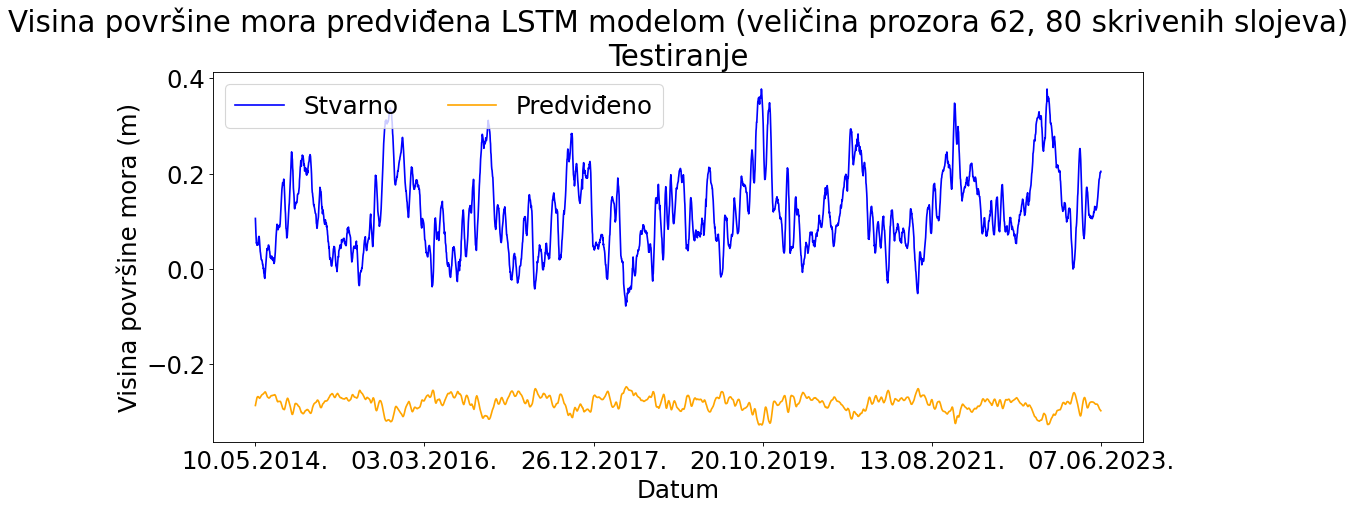 Visina površine mora predviđena LSTM modelom (veličina prozora 62, 80 skrivenih slojeva)
Testiranje
Stvarno Predviđeno
Visina površine mora (m)
0.4
0.2
0.0
−0.2
10.05.2014. 03.03.2016. 26.12.2017. 20.10.2019. 13.08.2021. 07.06.2023.
Datum